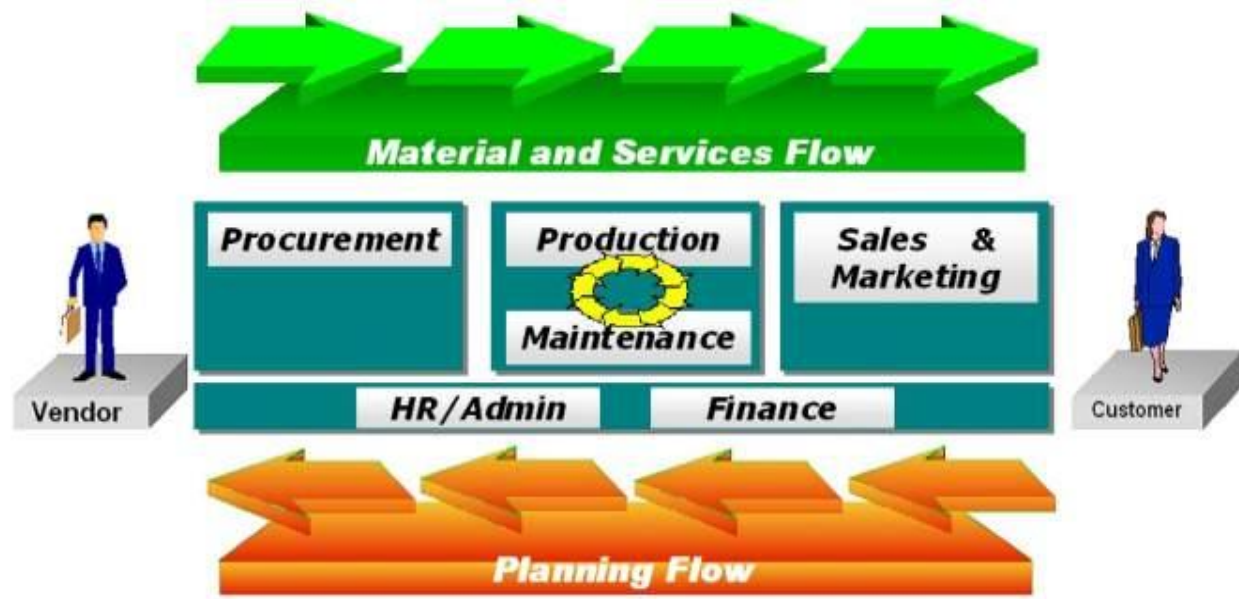 Material and Services Flow
Procurement
Production
Sales &
Marketing
Maintenance
Vendor
HR/Admin
Finance
Customer
Planning Flow